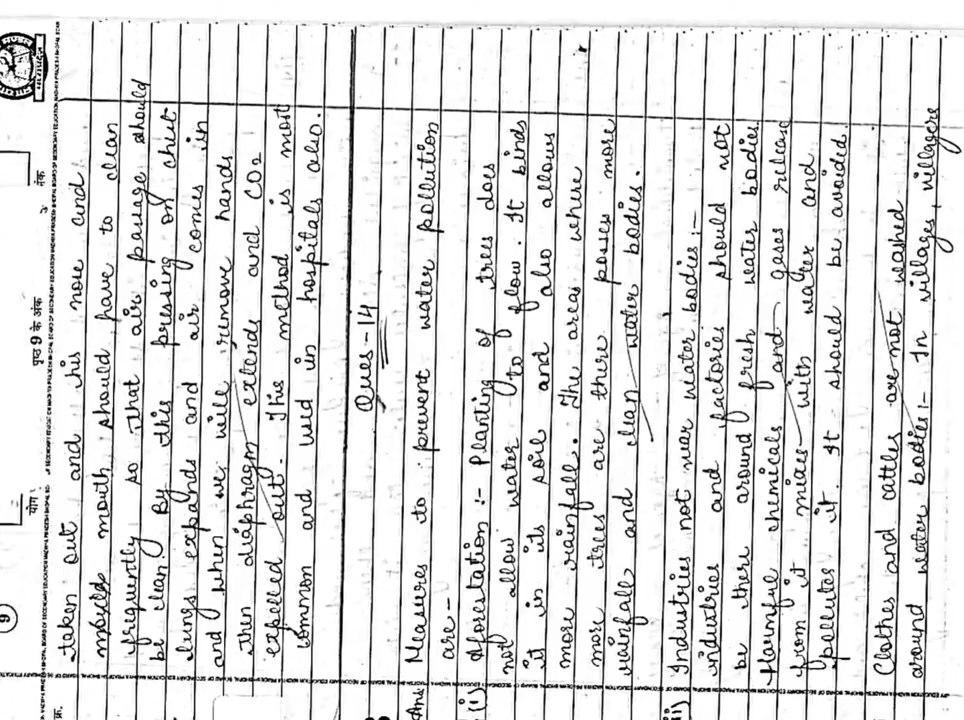 9
योग
पृष्ठ 9 के अंक
अंक
taken out and his nose and
mouth should have to clean
frequently so that air passage should
be clean. By this pressing on chest
lungs expands and air comes in
and when we will remove hands
then diaphragm extends and CO2
expelled out. This method is most
common and used in hospitals also.
Ques-14
Ans: Measures to prevent water pollution
are -
(i) Aforestation :- Planting of trees does
not allow water to flow. It binds
it in its soil and also allows
more rainfall. The areas where
more trees are there posses more
rainfall and clean water bodies.
(ii) Industries not near water bodies :-
industries and factories should not
be there around fresh water bodies.
Harmful chemicals and gases release
from it mixes with water and
pollutes it. It should be avoided
Clothes and cattles are not washed
around water bodies :- In villages, villagers